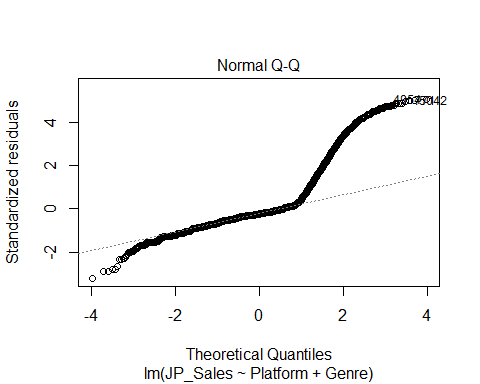 Normal Q-Q
Standardized residuals
4
2
0
-2
-4
-2
0
2
4
Theoretical Quantiles
lm(JP_Sales ~ Platform + Genre)